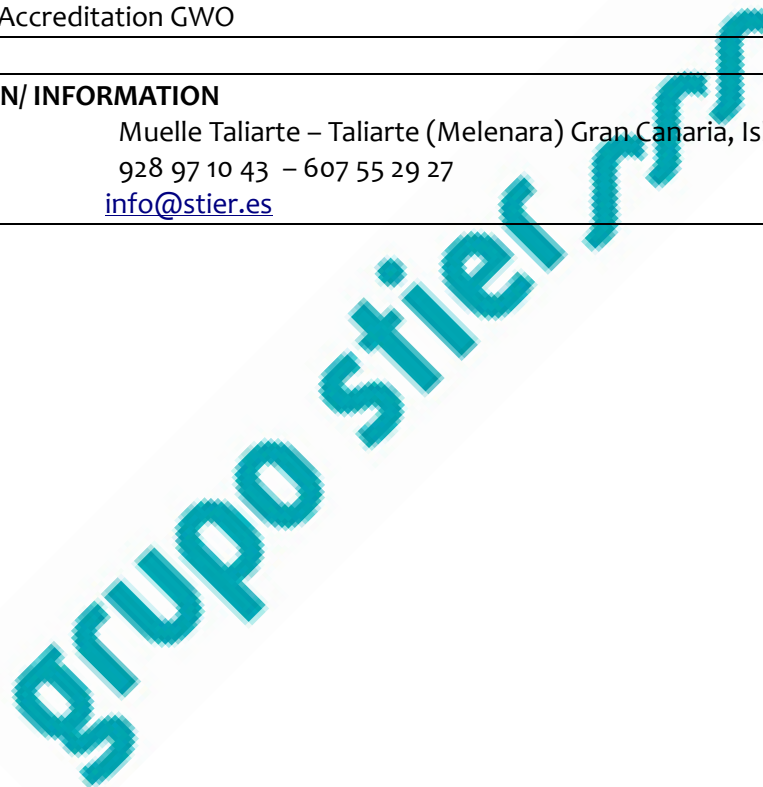 Accreditation GWO
N/ INFORMATION
Muelle Taliarte – Taliarte (Melenara) Gran Canaria, Is
928 97 10 43 – 607 55 29 27
info@stier.es
grupo stier